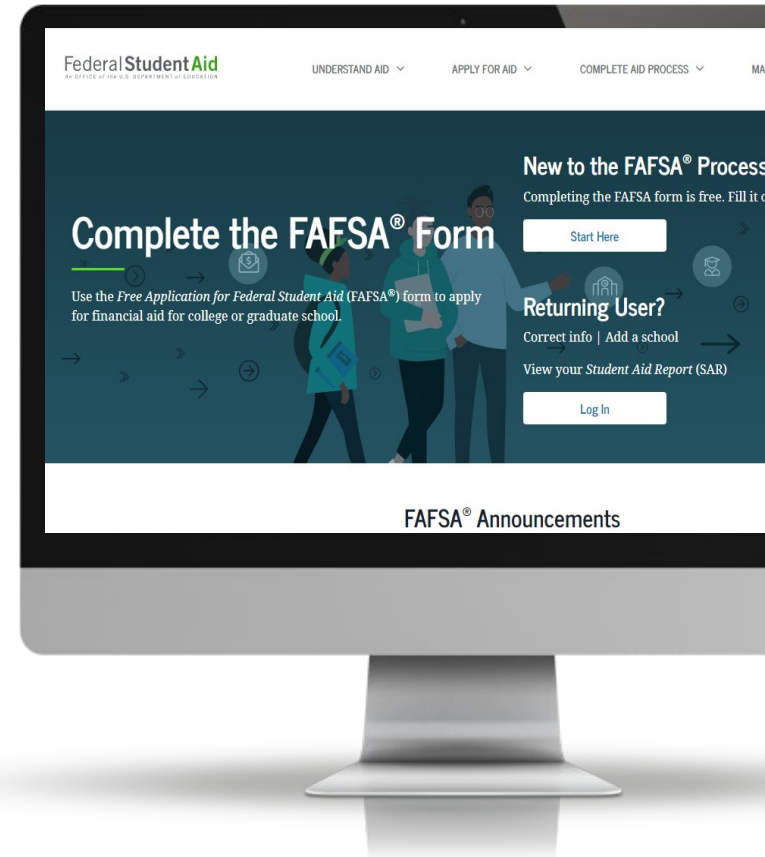 Federal Student Aid
An OFFICE of the U.S. DEPARTMENT of EDUCATION
UNDERSTAND AID
APPLY FOR AID
COMPLETE AID PROCESS
MA
Complete the FAFSA® Form
Use the Free Application for Federal Student Aid (FAFSA®) form to apply
for financial aid for college or graduate school.
New to the FAFSA® Process
Completing the FAFSA form is free. Fill it o
Start Here
Returning User?
Correct info | Add a school
View your Student Aid Report (SAR)
Log In
FAFSA® Announcements